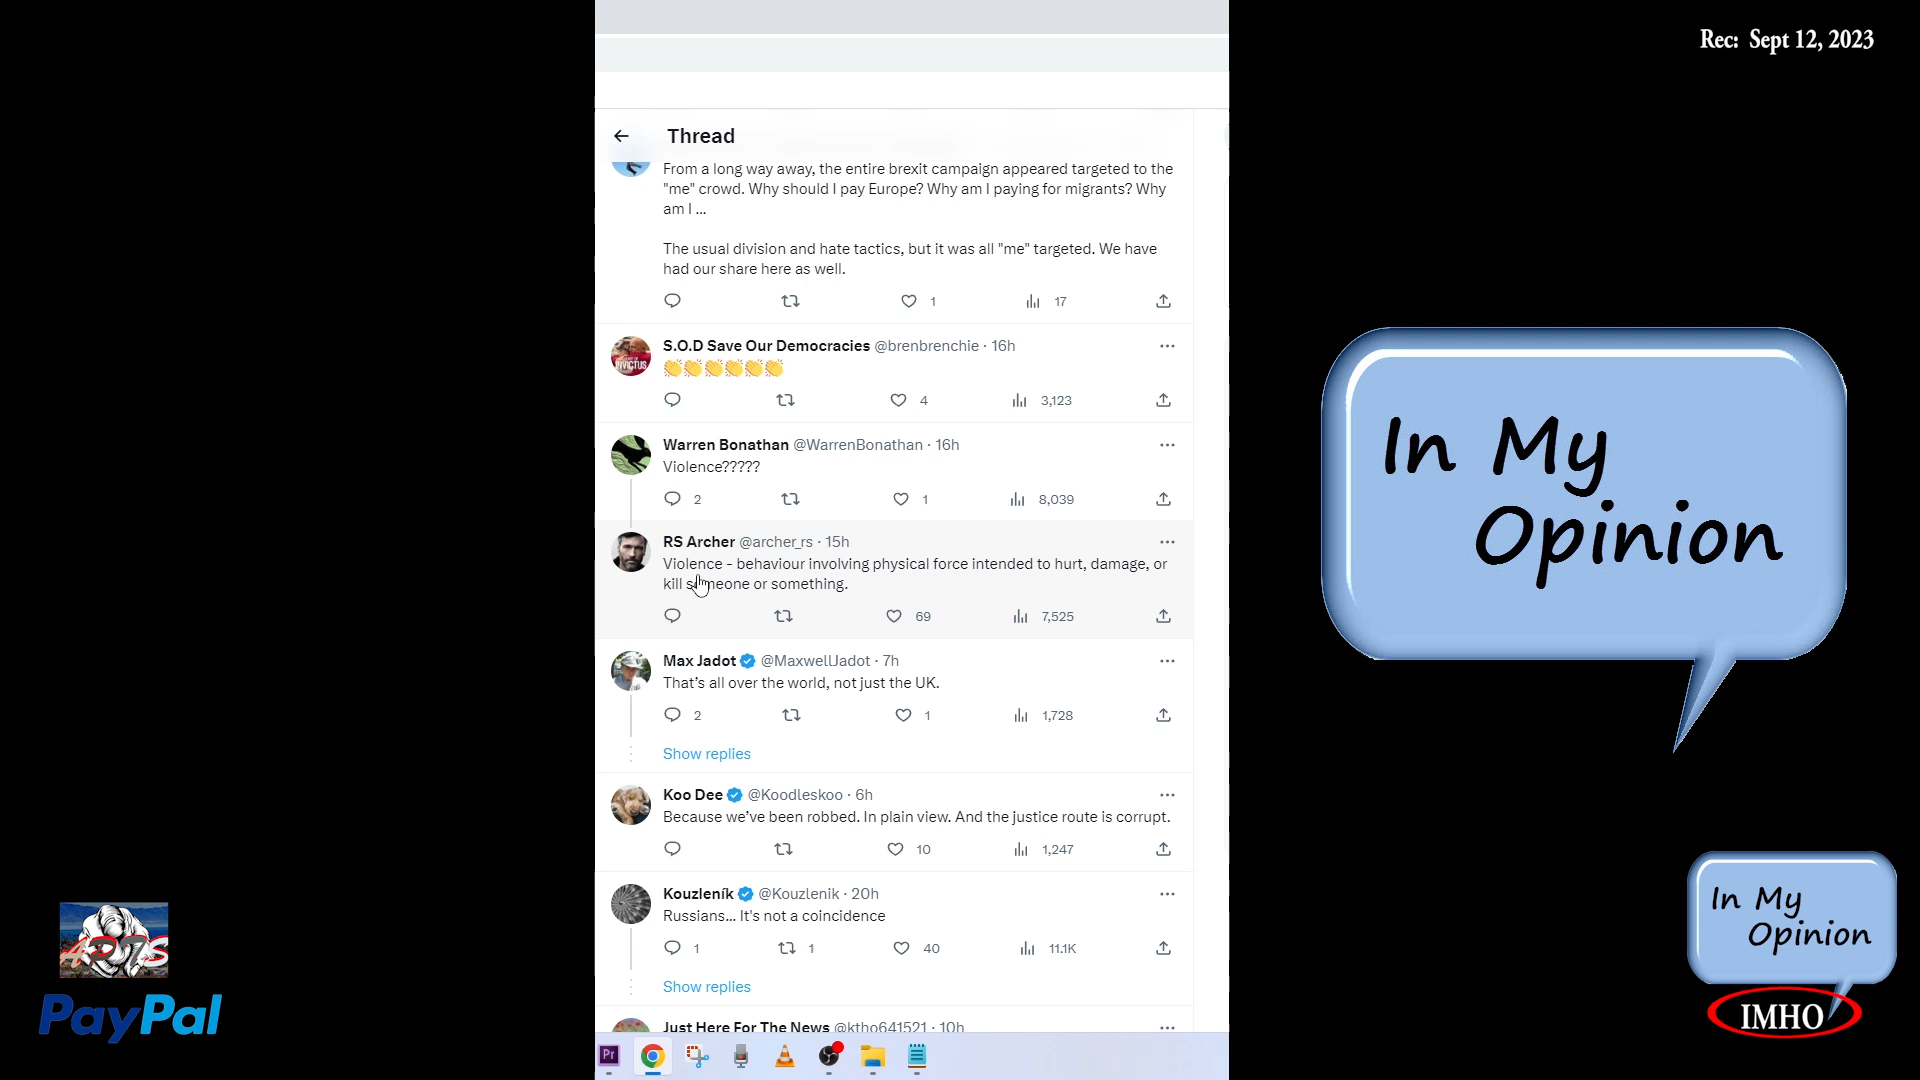 Rec: Sept 12, 2023
Thread
From a long way away, the entire brexit campaign appeared targeted to the
"me" crowd. Why should I pay Europe? Why am I paying for migrants? Why
am I ...
The usual division and hate tactics, but it was all "me" targeted. We have
had our share here as well.
1 17
S.O.D Save Our Democracies @brenbrenchie · 16h
👏👏👏👏👏👏
4 3,123
Warren Bonathan @WarrenBonathan · 16h
Violence?????
2 1 8,039
RS Archer @archer_rs · 15h
Violence - behaviour involving physical force intended to hurt, damage, or
kill someone or something.
69 7,525
Max Jadot @MaxwellJadot · 7h
That's all over the world, not just the UK.
2 1 1,728
Show replies
Koo Dee @Koodleskoo · 6h
Because we've been robbed. In plain view. And the justice route is corrupt.
10 1,247
Kouzleník @Kouzlenik · 20h
Russians... It's not a coincidence
1 1 40 11.1K
Show replies
Just Here For The News @ktho641521 · 10h
Pr
In My
Opinion
In My
Opinion
IMHO
INVICTUS
PayPal